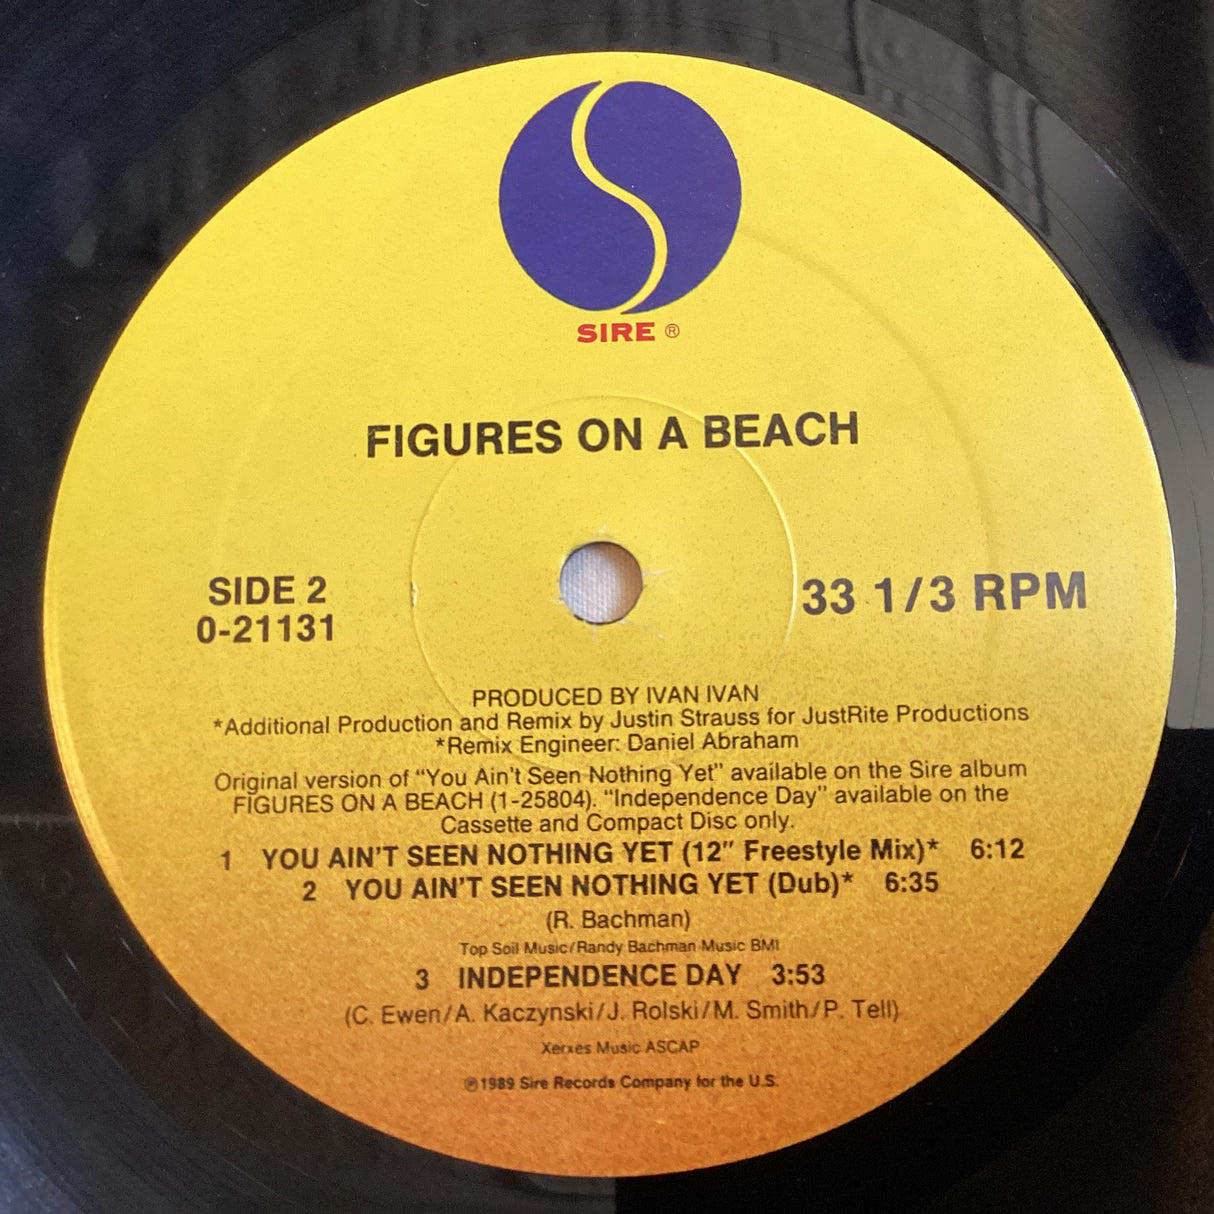 SIRE ®
FIGURES ON A BEACH
SIDE 2
0-21131
33 1/3 RPM
PRODUCED BY IVAN IVAN
*Additional Production and Remix by Justin Strauss for JustRite Productions
*Remix Engineer: Daniel Abraham
Original version of “You Ain't Seen Nothing Yet” available on the Sire album
FIGURES ON A BEACH (1-25804). “Independence Day” available on the
Cassette and Compact Disc only.
1 YOU AIN'T SEEN NOTHING YET (12″ Freestyle Mix)* 6:12
2 YOU AIN'T SEEN NOTHING YET (Dub)* 6:35
(R. Bachman)
Top Soil Music/Randy Bachman Music BMI
3 INDEPENDENCE DAY 3:53
(C. Ewen/A. Kaczynski/J. Rolski/M. Smith/P. Tell)
Xerxes Music ASCAP
℗1989 Sire Records Company for the U.S.